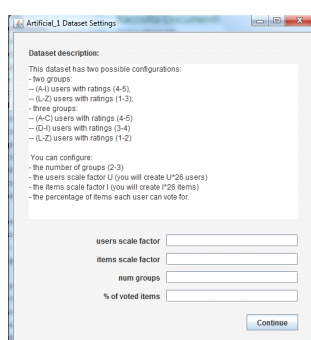 Artificial_1 Dataset Settings
Dataset description:
This dataset has two possible configurations:
- two groups:
-- (A-I) users with ratings (4-5),
-- (L-Z) users with ratings (1-3);
- three groups:
-- (A-C) users with ratings (4-5)
-- (D-I) users with ratings (3-4)
-- (L-Z) users with ratings (1-2)
You can configure:
- the number of groups (2-3)
- the users scale factor U (you will create U*26 users)
- the items scale factor I (you will create I*26 items)
- the percentage of items each user can vote for.
users scale factor
items scale factor
num groups
% of voted items
Continue